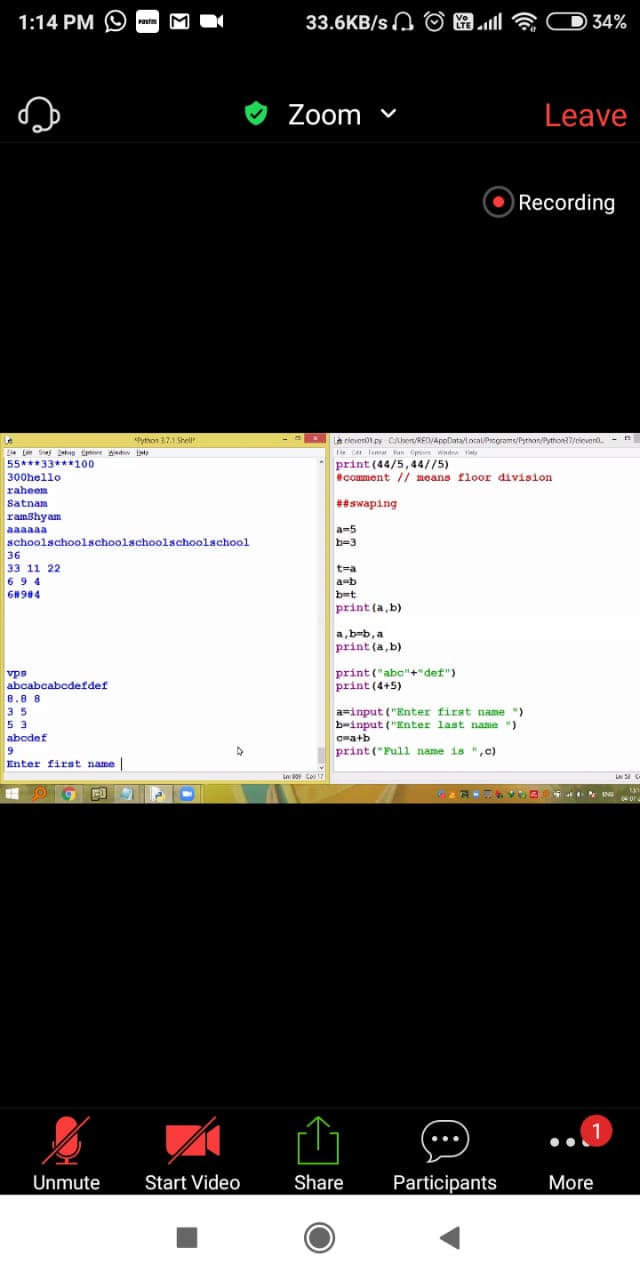 1:14 PM
Paytm
33.6KB/s
Vo LTE
34%
Zoom
Leave
Recording
*Python 3.7.1 Shell*
File Edit Shell Debug Options Window Help
55***33***100
300hello
raheem
Satnam
ramShyam
aaaaaa
schoolschoolschoolschoolschoolschool
36
33 11 22
6 9 4
6#9#4
vps
abcabcabcdefdef
8.8 8
3 5
5 3
abcdef
9
Enter first name
Ln: 809 Col: 17
eleven01.py - C:/Users/RED/AppData/Local/Programs/Python/Python37/eleven0...
File Edit Format Run Options Window Help
print(44/5,44//5)
#comment // means floor division
##swaping
a=5
b=3
t=a
a=b
b=t
print(a,b)
a,b=b,a
print(a,b)
print("abc"+"def")
print(4+5)
a=input("Enter first name ")
b=input("Enter last name ")
c=a+b
print("Full name is ",c)
Ln: 53
ENG
Unmute
Start Video
Share
Participants
1
More